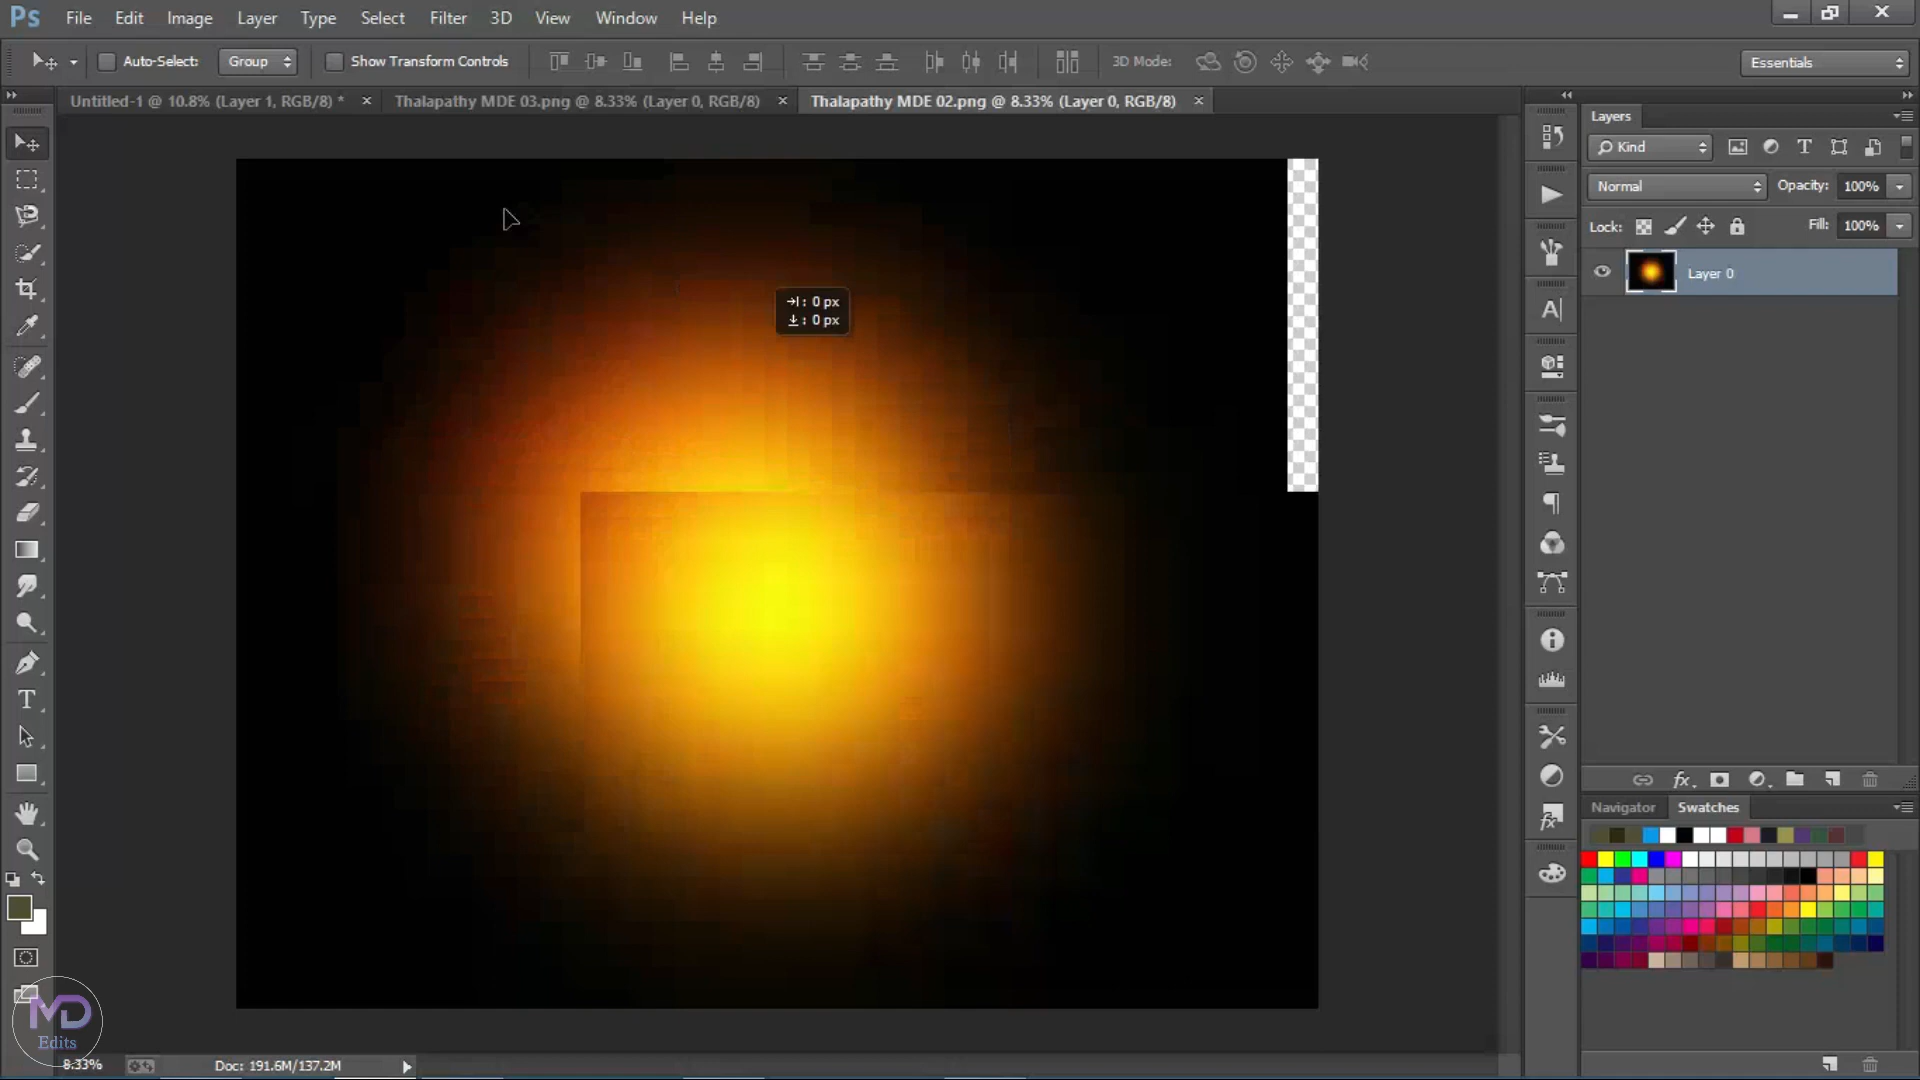 Ps File Edit Image Layer Type Select Filter 3D View Window Help
Auto-Select: Group Show Transform Controls 3D Mode: Essentials
Untitled-1 @ 10.8% (Layer 1, RGB/8) * × Thalapathy MDE 03.png @ 8.33% (Layer 0, RGB/8) × Thalapathy MDE 02.png @ 8.33% (Layer 0, RGB/8) ×
Layers
Kind
Normal Opacity: 100%
Lock: Fill: 100%
Layer 0
: 0 px
: 0 px
Navigator Swatches
MD
Edits
8.33% Doc: 191.6M/137.2M